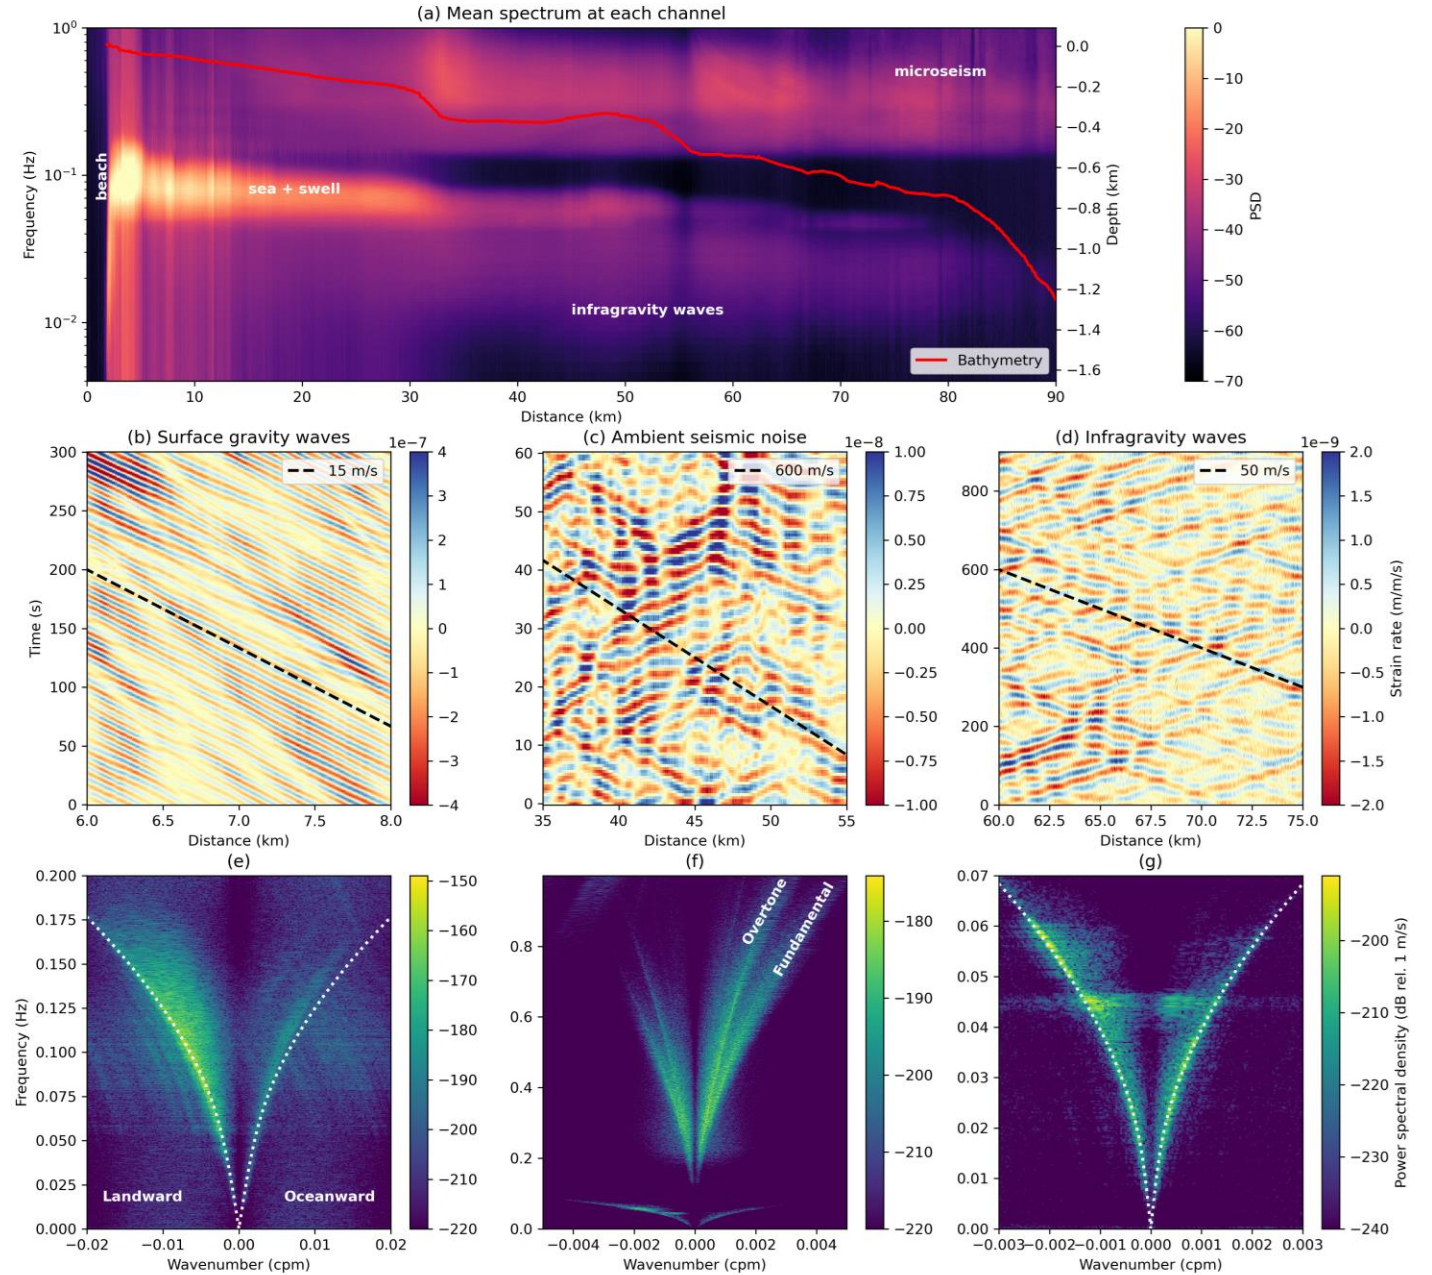 (a) Mean spectrum at each channel
10⁰
10⁻¹
10⁻²
Frequency (Hz)
beach
sea + swell
microseism
infragravity waves
Bathymetry
0.0
−0.2
−0.4
−0.6
−0.8
−1.0
−1.2
−1.4
−1.6
Depth (km)
0
−10
−20
−30
−40
−50
−60
−70
PSD
0 10 20 30 40 50 60 70 80 90
Distance (km)
(b) Surface gravity waves
1e−7
300
250
200
150
100
50
0
Time (s)
15 m/s
4
3
2
1
0
−1
−2
−3
−4
6.0 6.5 7.0 7.5 8.0
Distance (km)
(c) Ambient seismic noise
1e−8
60
50
40
30
20
10
0
600 m/s
1.00
0.75
0.50
0.25
0.00
−0.25
−0.50
−0.75
−1.00
35 40 45 50 55
Distance (km)
(d) Infragravity waves
1e−9
800
600
400
200
0
50 m/s
2.0
1.5
1.0
0.5
0.0
−0.5
−1.0
−1.5
−2.0
Strain rate (m/m/s)
60.0 62.5 65.0 67.5 70.0 72.5 75.0
Distance (km)
(e)
0.200
0.175
0.150
0.125
0.100
0.075
0.050
0.025
0.000
Frequency (Hz)
Landward
Oceanward
−150
−160
−170
−180
−190
−200
−210
−220
−0.02 −0.01 0.00 0.01 0.02
Wavenumber (cpm)
(f)
0.8
0.6
0.4
0.2
0.0
Overtone
Fundamental
−180
−190
−200
−210
−220
−0.004 −0.002 0.000 0.002 0.004
Wavenumber (cpm)
(g)
0.07
0.06
0.05
0.04
0.03
0.02
0.01
0.00
−200
−210
−220
−230
−240
Power spectral density (dB rel. 1 m/s)
−0.003 −0.002 −0.001 0.000 0.001 0.002 0.003
Wavenumber (cpm)